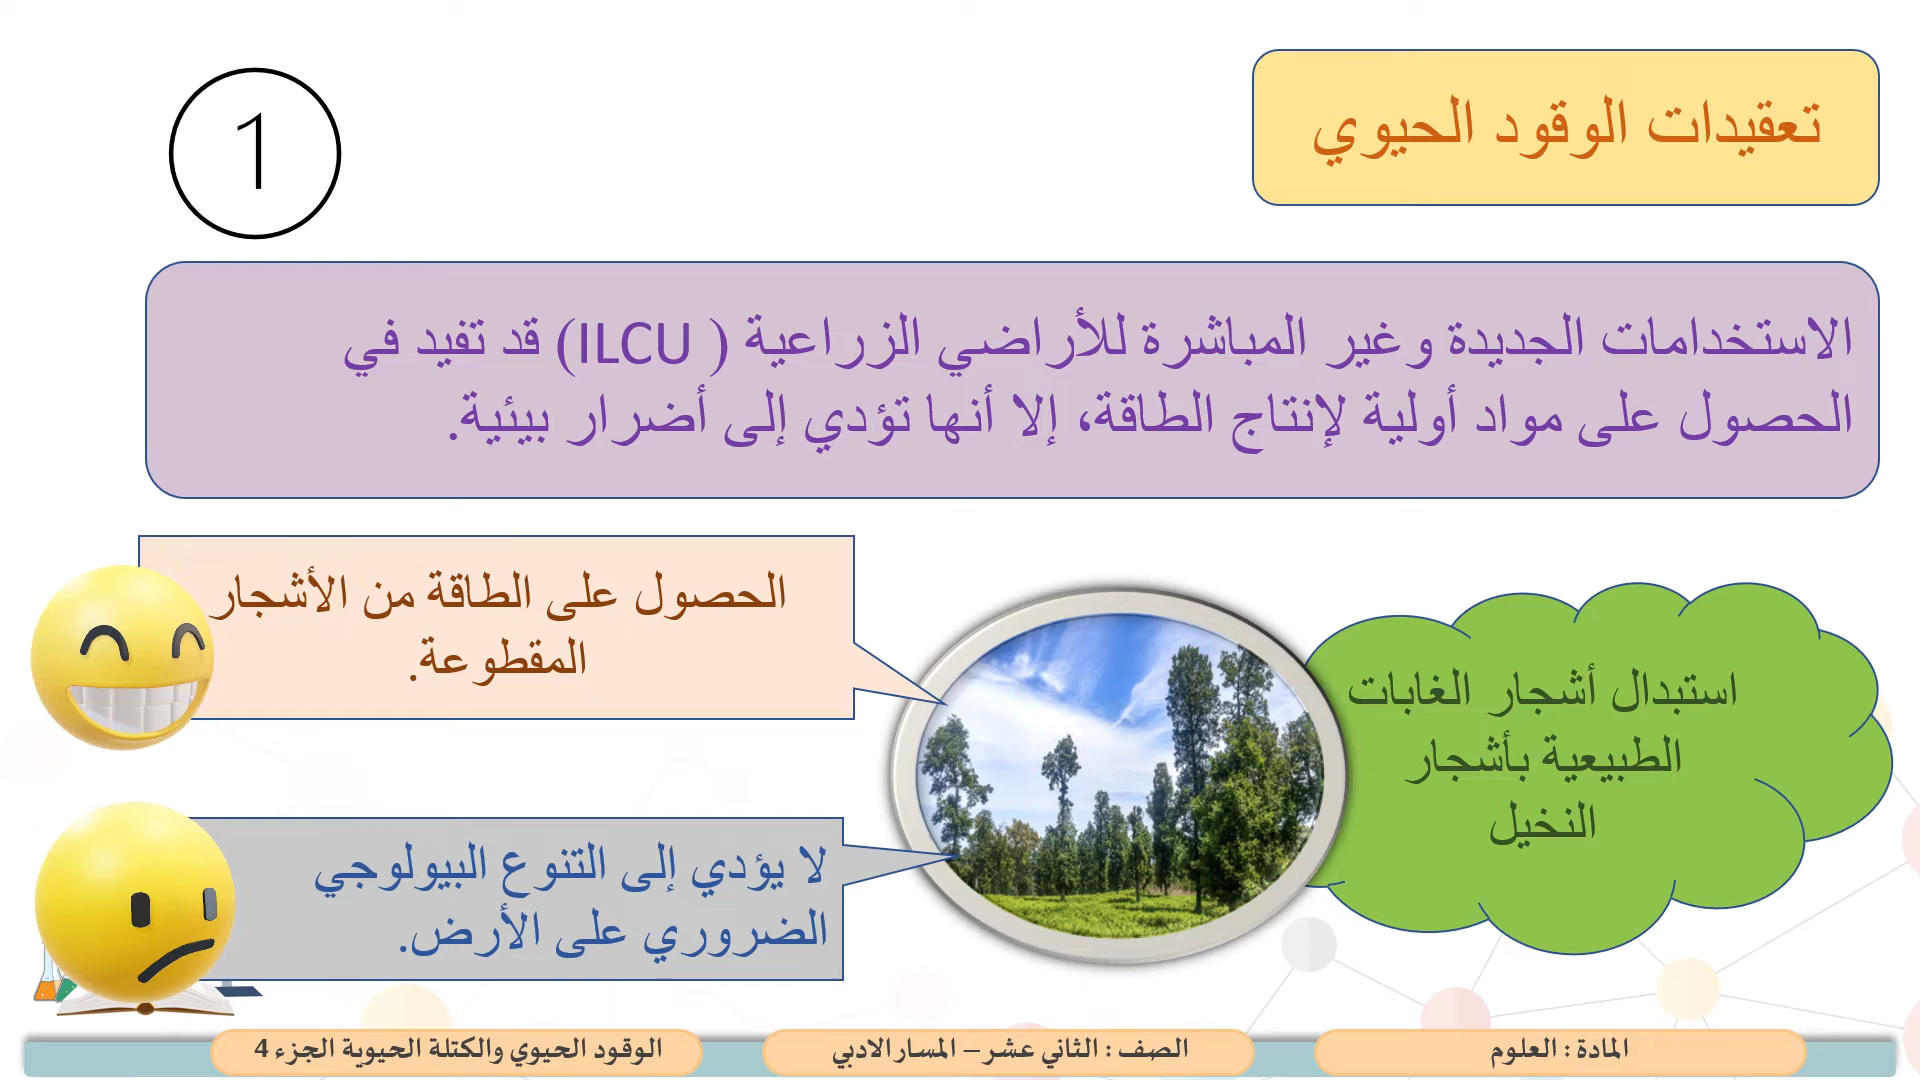 تعقيدات الوقود الحيوي
1
الاستخدامات الجديدة وغير المباشرة للأراضي الزراعية ( ILCU) قد تفيد في
الحصول على مواد أولية لإنتاج الطاقة، إلا أنها تؤدي إلى أضرار بيئية.
استبدال أشجار الغابات
الطبيعية بأشجار
النخيل
الحصول على الطاقة من الأشجار
المقطوعة.
لا يؤدي إلى التنوع البيولوجي
الضروري على الأرض.
المادة : العلوم
الصف : الثاني عشر – المسار الادبي
الوقود الحيوي والكتلة الحيوية الجزء 4